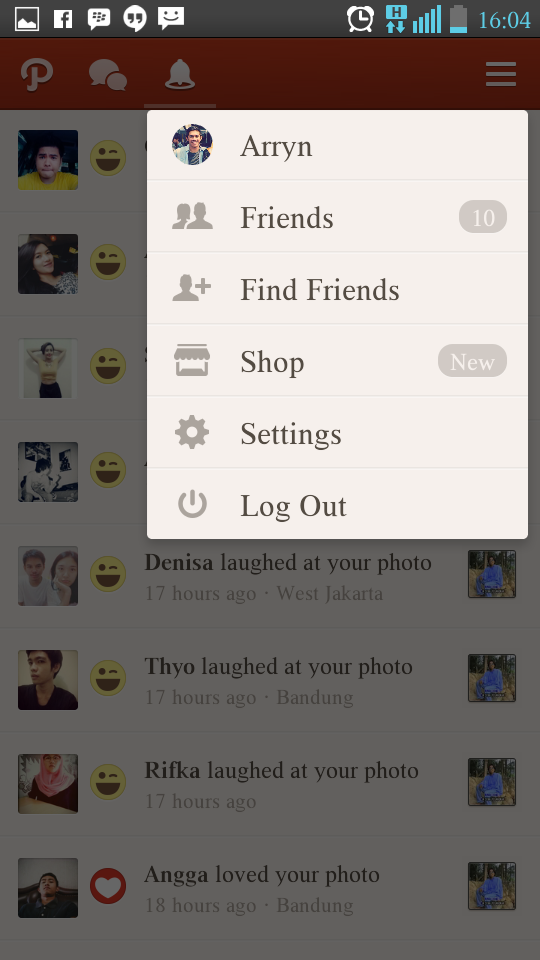 H
16:04
Arryn
Friends 10
Find Friends
Shop New
Settings
Log Out
Denisa laughed at your photo
17 hours ago · West Jakarta
Thyo laughed at your photo
17 hours ago · Bandung
Rifka laughed at your photo
17 hours ago
Angga loved your photo
18 hours ago · Bandung